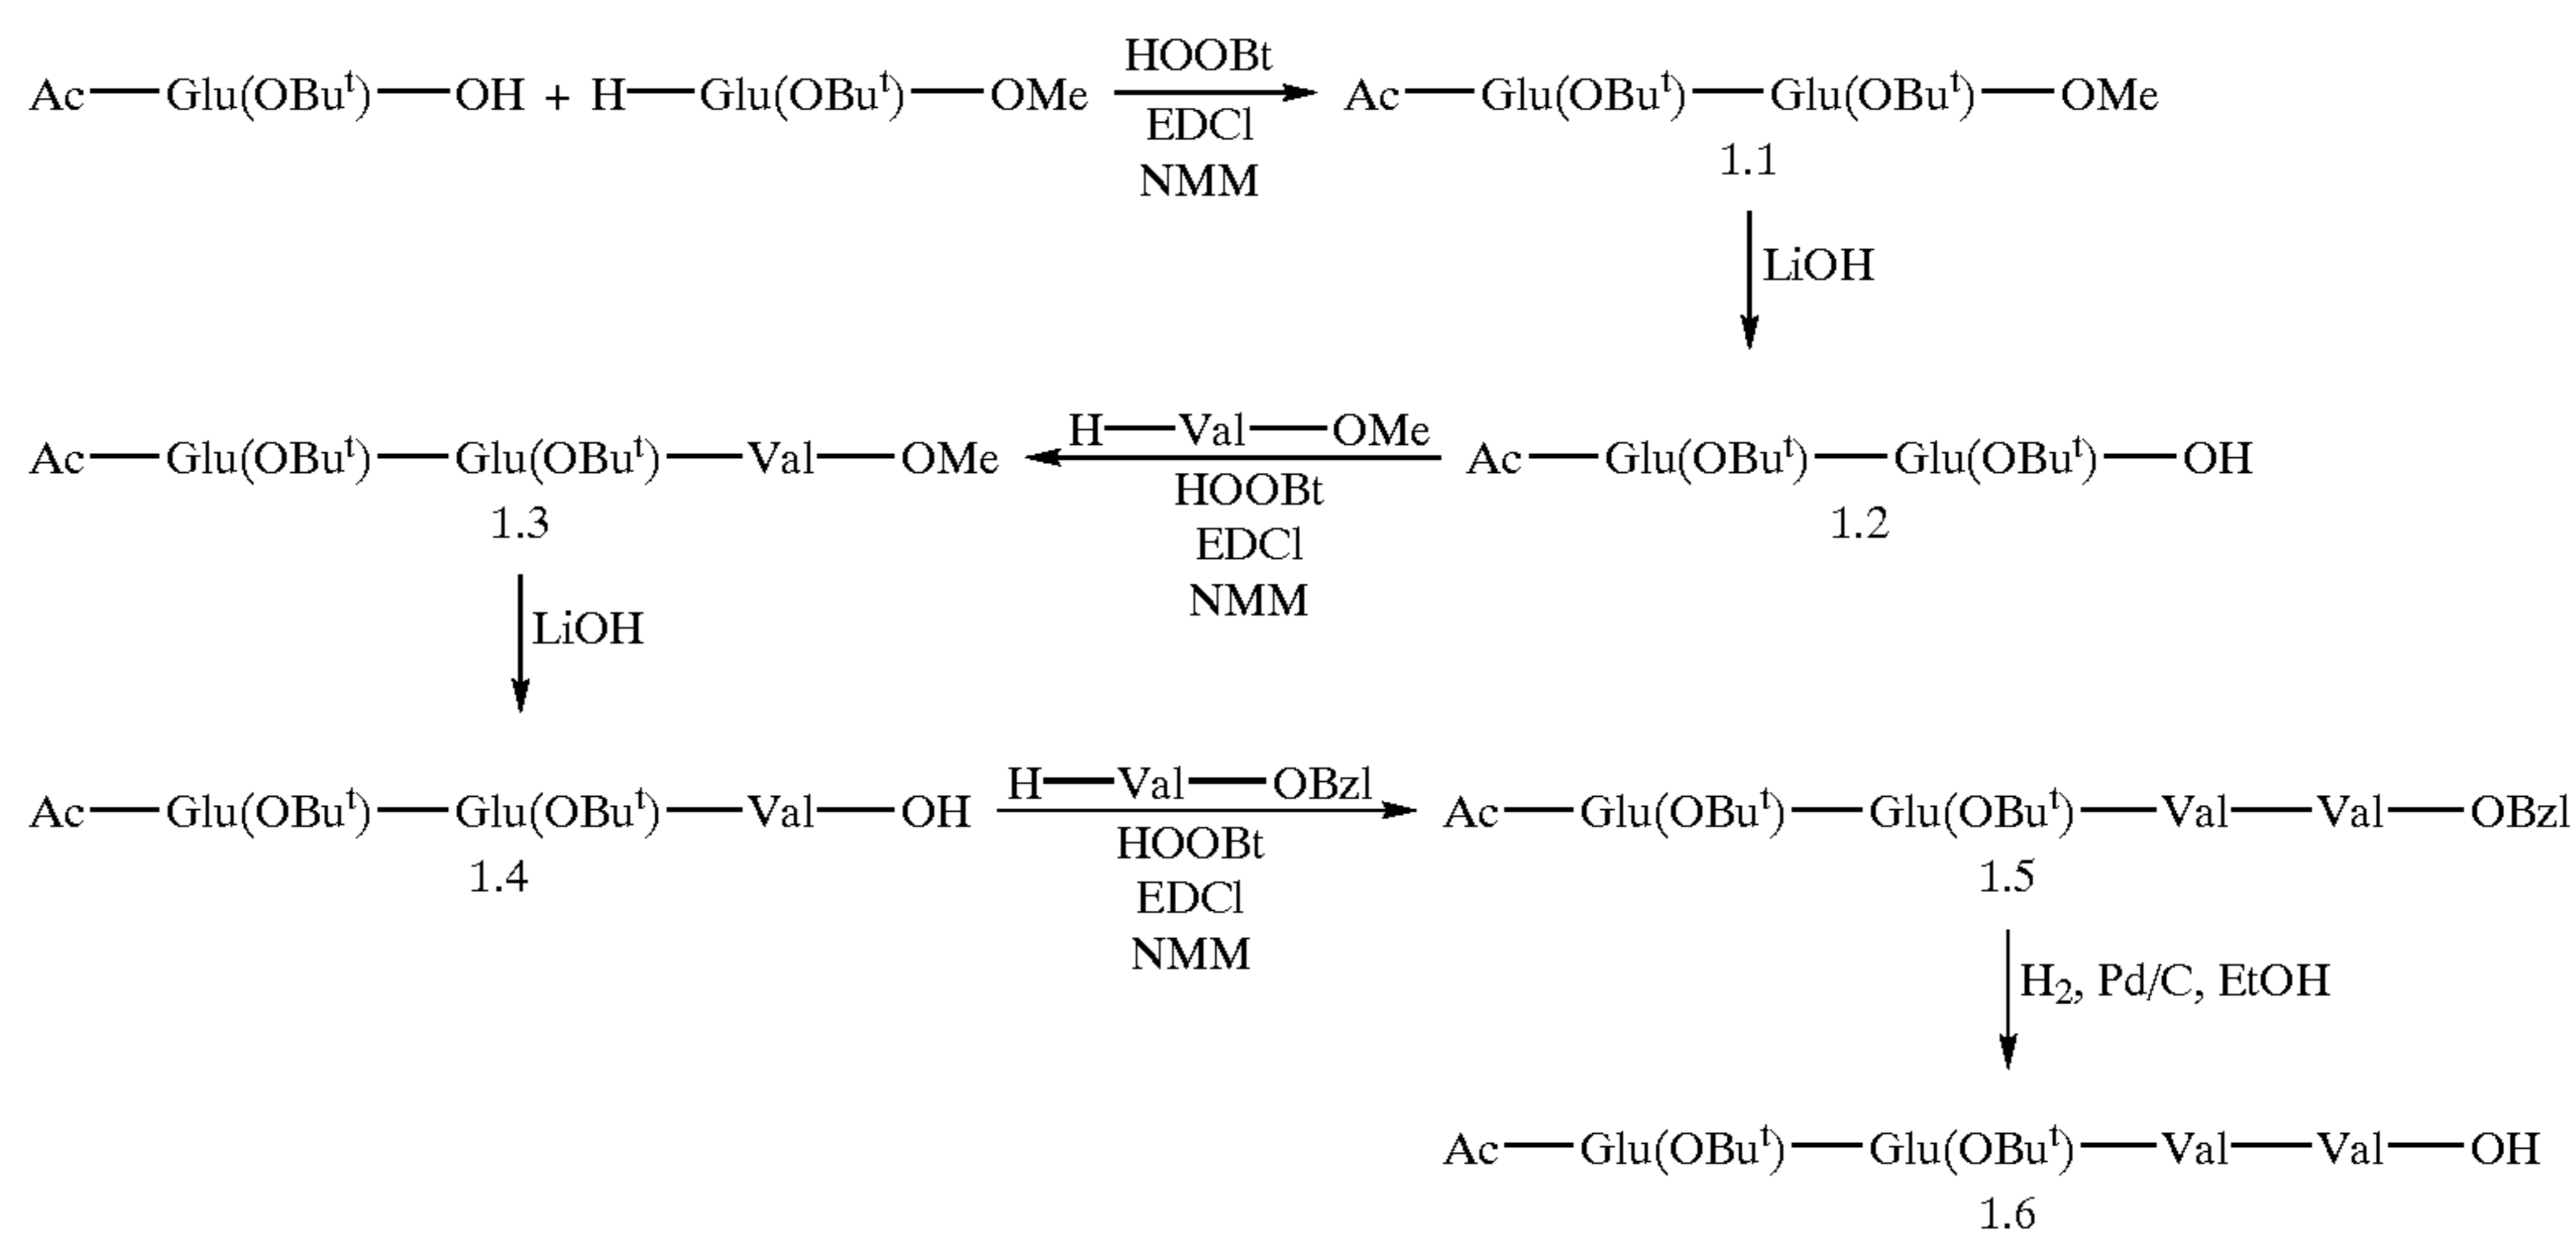 Ac—Glu(OBuᵗ)—OH + H—Glu(OBuᵗ)—OMe
HOOBt
EDCl
NMM
Ac—Glu(OBuᵗ)—Glu(OBuᵗ)—OMe
1.1
LiOH
Ac—Glu(OBuᵗ)—Glu(OBuᵗ)—OH
1.2
H—Val—OMe
HOOBt
EDCl
NMM
Ac—Glu(OBuᵗ)—Glu(OBuᵗ)—Val—OMe
1.3
LiOH
Ac—Glu(OBuᵗ)—Glu(OBuᵗ)—Val—OH
1.4
H—Val—OBzl
HOOBt
EDCl
NMM
Ac—Glu(OBuᵗ)—Glu(OBuᵗ)—Val—Val—OBzl
1.5
H₂, Pd/C, EtOH
Ac—Glu(OBuᵗ)—Glu(OBuᵗ)—Val—Val—OH
1.6